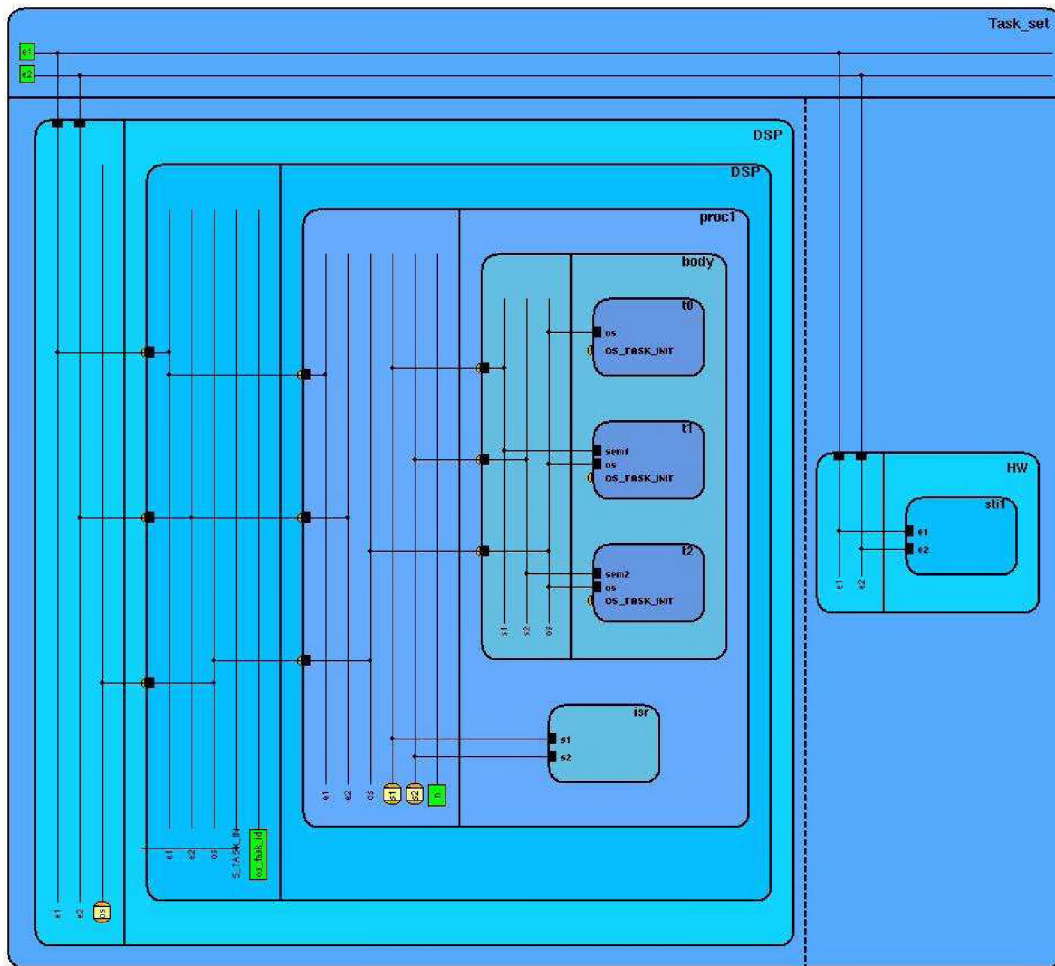 Task_set
e1
e2
DSP
DSP
proc1
body
t0
os
OS_TASK_INIT
t1
sem1
os
OS_TASK_INIT
t2
sem2
os
OS_TASK_INIT
s1
s2
os
HW
sti1
e1
e2
e1
e2
isr
s1
s2
e1
e2
os
s1
s2
n
e1
e2
os
S_TASK_IN
os_task_id
e1
e2
os